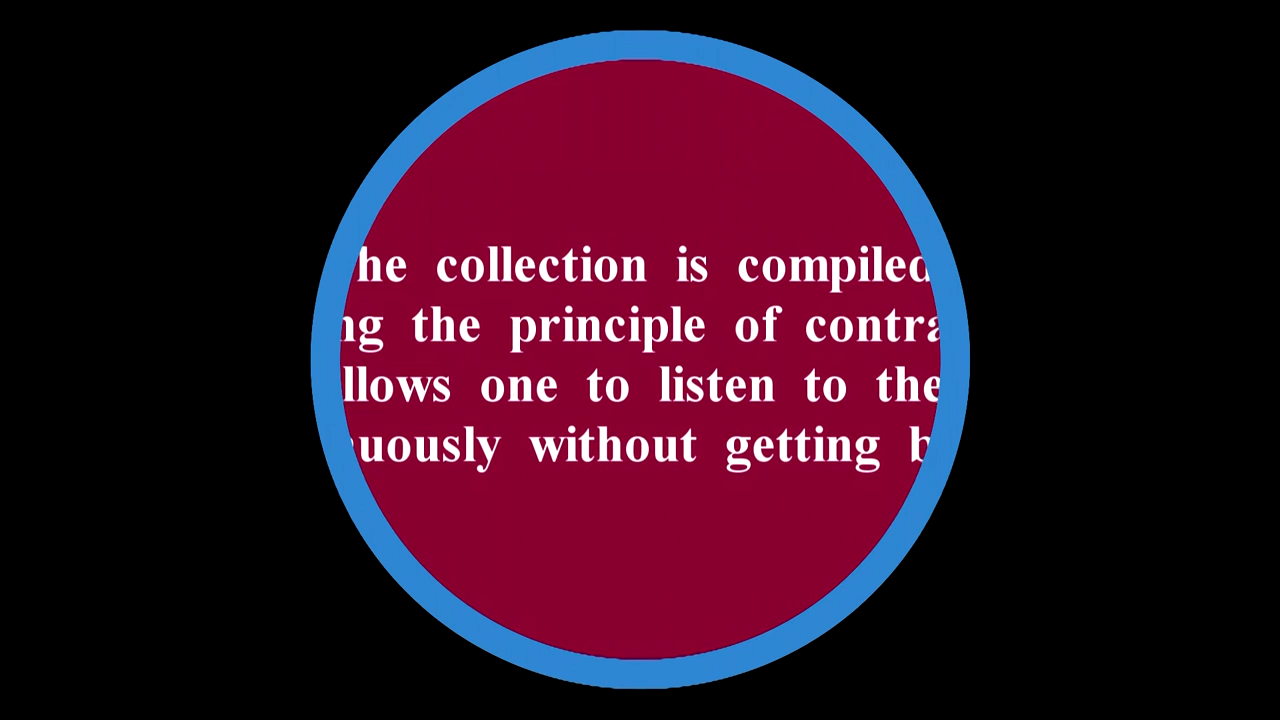 he collection is compiled
ng the principle of contra
llows one to listen to the
uously without getting b